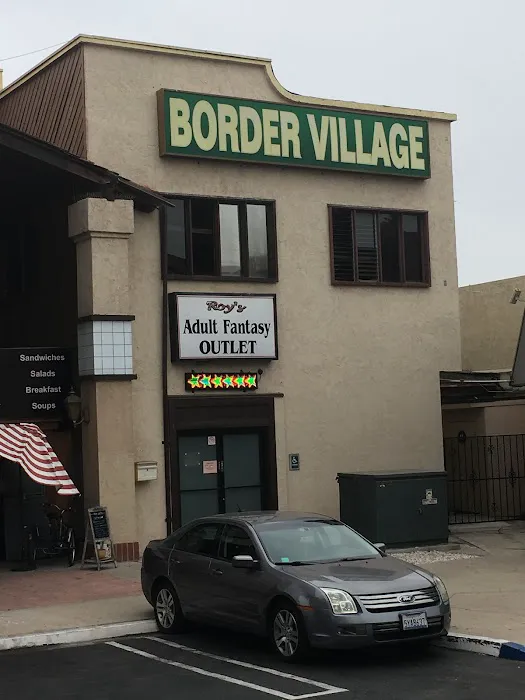 BORDER VILLAGE
Roy's
Adult Fantasy
OUTLET
Sandwiches
Salads
Breakfast
Soups